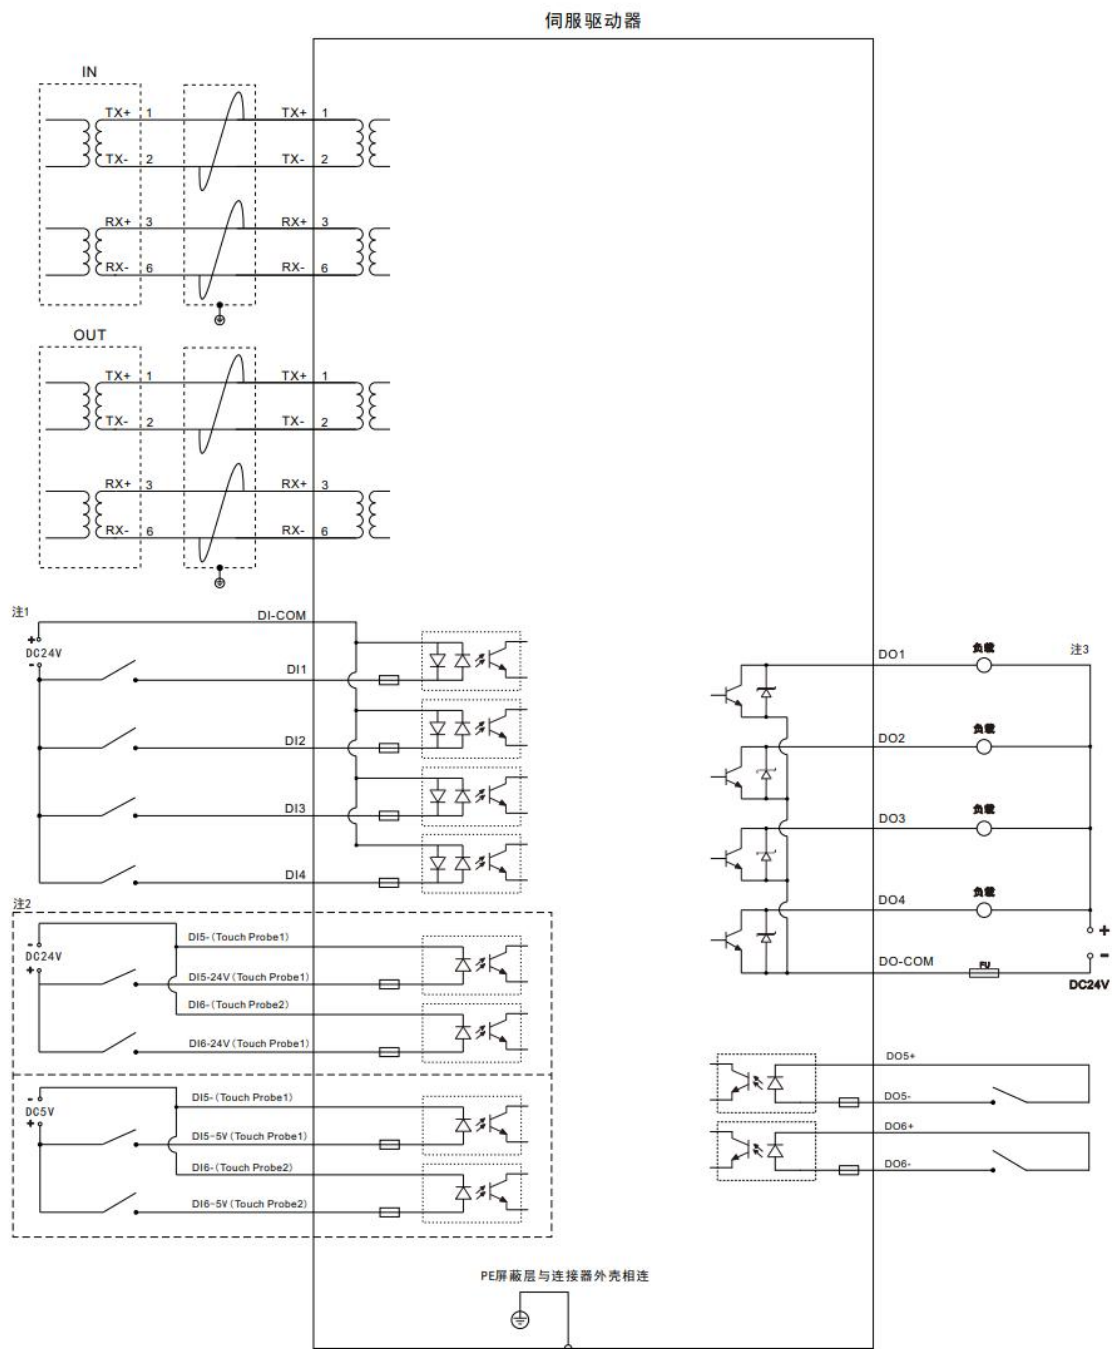 伺服驱动器
IN
TX+ 1 TX+ 1
TX- 2 TX- 2
RX+ 3 RX+ 3
RX- 6 RX- 6
OUT
TX+ 1 TX+ 1
TX- 2 TX- 2
RX+ 3 RX+ 3
RX- 6 RX- 6
注1
DI-COM
+
DC24V
-
DI1
DI2
DI3
DI4
注2
DI5-(Touch Probe1)
-
DC24V
+
DI5-24V(Touch Probe1)
DI6-(Touch Probe2)
DI6-24V(Touch Probe1)
DI5-(Touch Probe1)
-
DC5V
+
DI5-5V(Touch Probe1)
DI6-(Touch Probe2)
DI6-5V(Touch Probe2)
DO1 负载 注3
DO2 负载
DO3 负载
DO4 负载
+
DO-COM FU -
DC24V
DO5+
DO5-
DO6+
DO6-
PE屏蔽层与连接器外壳相连